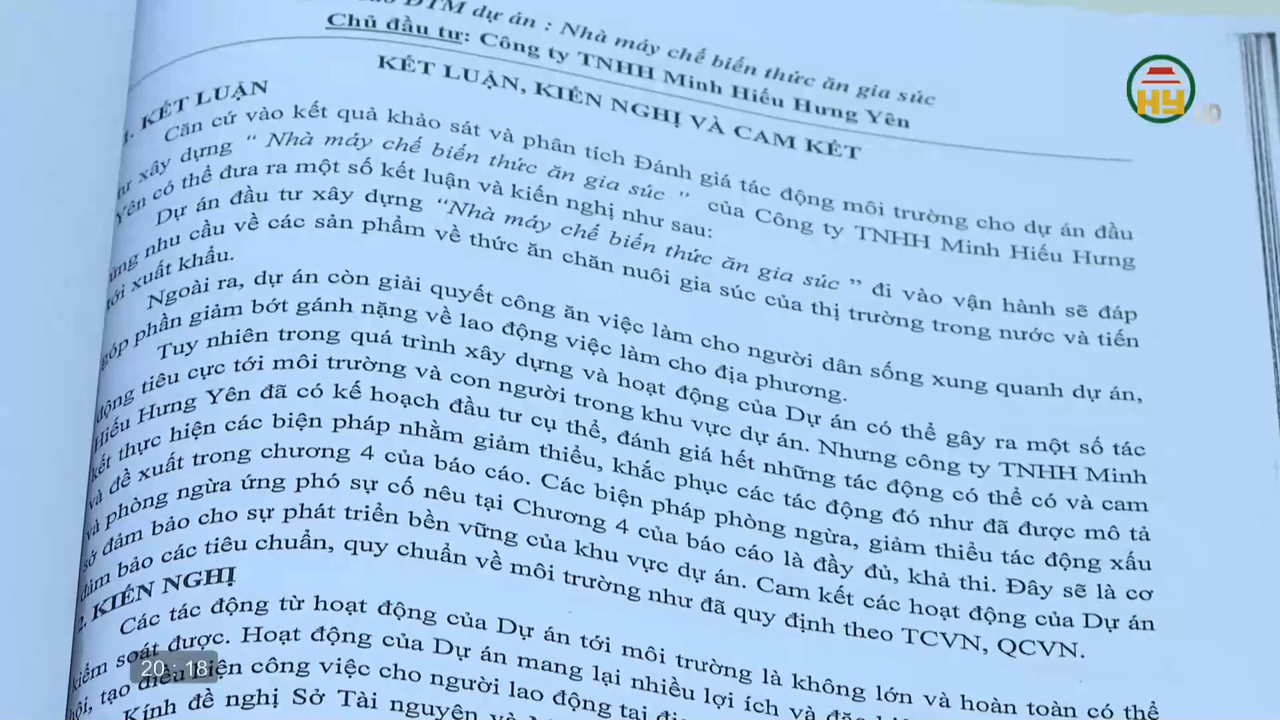 ĐTM dự án : Nhà máy chế biến thức ăn gia súc
Chủ đầu tư: Công ty TNHH Minh Hiếu Hưng Yên
KẾT LUẬN, KIẾN NGHỊ VÀ CAM KẾT
1. KẾT LUẬN
Căn cứ vào kết quả khảo sát và phân tích Đánh giá tác động môi trường cho dự án đầu
tư xây dựng “ Nhà máy chế biến thức ăn gia súc ” của Công ty TNHH Minh Hiếu Hưng
Yên có thể đưa ra một số kết luận và kiến nghị như sau:
Dự án đầu tư xây dựng “Nhà máy chế biến thức ăn gia súc ” đi vào vận hành sẽ đáp
ứng nhu cầu về các sản phẩm về thức ăn chăn nuôi gia súc của thị trường trong nước và tiến
tới xuất khẩu.
Ngoài ra, dự án còn giải quyết công ăn việc làm cho người dân sống xung quanh dự án,
góp phần giảm bớt gánh nặng về lao động việc làm cho địa phương.
Tuy nhiên trong quá trình xây dựng và hoạt động của Dự án có thể gây ra một số tác
động tiêu cực tới môi trường và con người trong khu vực dự án. Nhưng công ty TNHH Minh
Hiếu Hưng Yên đã có kế hoạch đầu tư cụ thể, đánh giá hết những tác động có thể có và cam
kết thực hiện các biện pháp nhằm giảm thiểu, khắc phục các tác động đó như đã được mô tả
và đề xuất trong chương 4 của báo cáo. Các biện pháp phòng ngừa, giảm thiểu tác động xấu
và phòng ngừa ứng phó sự cố nêu tại Chương 4 của báo cáo là đầy đủ, khả thi. Đây sẽ là cơ
sở đảm bảo cho sự phát triển bền vững của khu vực dự án. Cam kết các hoạt động của Dự án
đảm bảo các tiêu chuẩn, quy chuẩn về môi trường như đã quy định theo TCVN, QCVN.
2. KIẾN NGHỊ
Các tác động từ hoạt động của Dự án tới môi trường là không lớn và hoàn toàn có thể
kiểm soát được. Hoạt động của Dự án mang lại nhiều lợi ích và
hội, tạo điều kiện công việc cho người lao động tại
Kính đề nghị Sở Tài nguyên và
HY
20 : 18